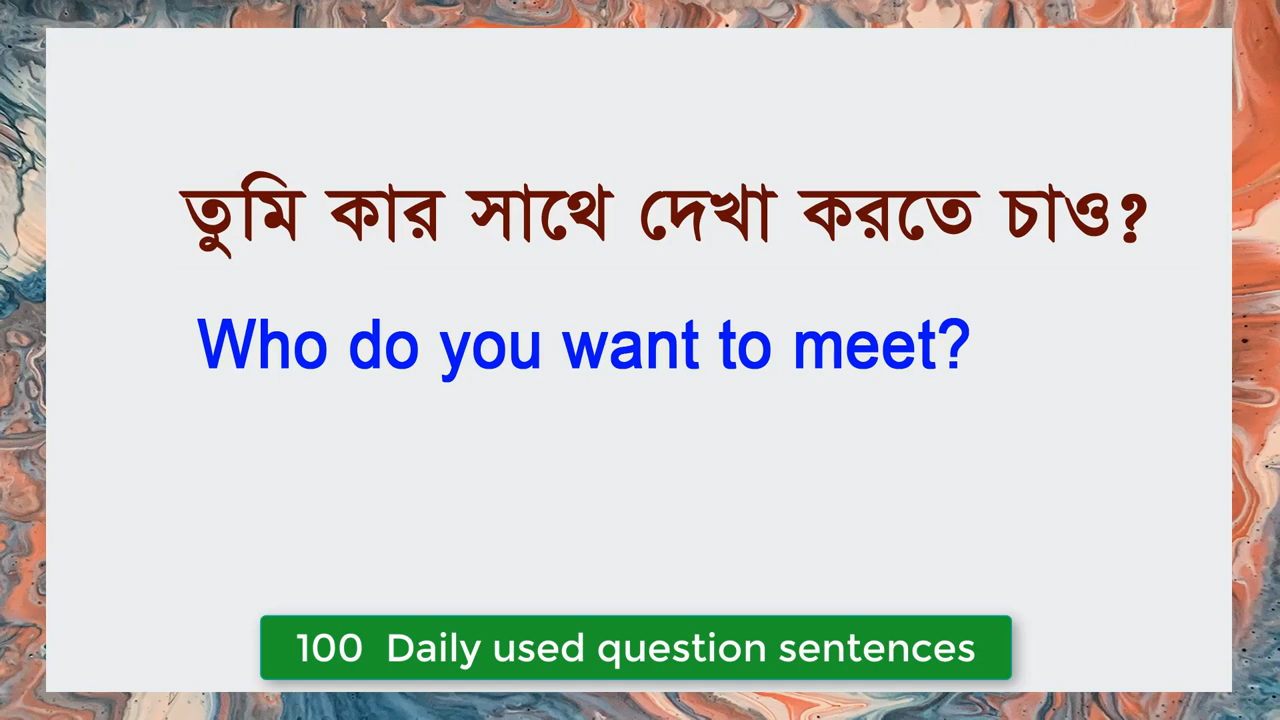 তুমি কার সাথে দেখা করতে চাও?
Who do you want to meet?
100 Daily used question sentences